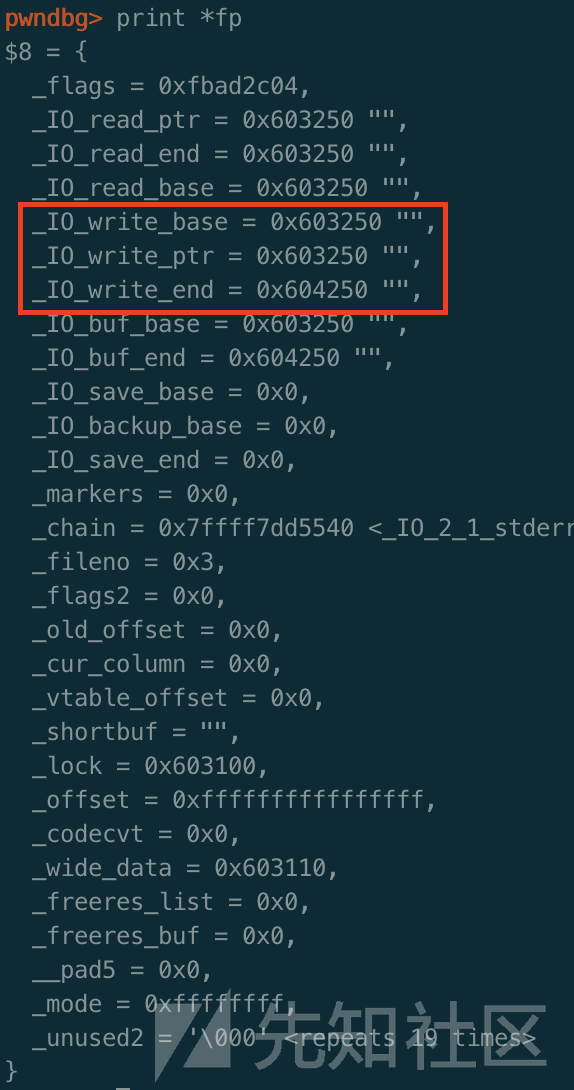 pwndbg> print *fp
$8 = {
  _flags = 0xfbad2c04,
  _IO_read_ptr = 0x603250 "",
  _IO_read_end = 0x603250 "",
  _IO_read_base = 0x603250 "",
  _IO_write_base = 0x603250 "",
  _IO_write_ptr = 0x603250 "",
  _IO_write_end = 0x604250 "",
  _IO_buf_base = 0x603250 "",
  _IO_buf_end = 0x604250 "",
  _IO_save_base = 0x0,
  _IO_backup_base = 0x0,
  _IO_save_end = 0x0,
  _markers = 0x0,
  _chain = 0x7ffff7dd5540 <_IO_2_1_stderr
  _fileno = 0x3,
  _flags2 = 0x0,
  _old_offset = 0x0,
  _cur_column = 0x0,
  _vtable_offset = 0x0,
  _shortbuf = "",
  _lock = 0x603100,
  _offset = 0xffffffffffffffff,
  _codecvt = 0x0,
  _wide_data = 0x603110,
  _freeres_list = 0x0,
  _freeres_buf = 0x0,
  __pad5 = 0x0,
  _mode = 0xffffffff,
  _unused2 = '\000' <repeats 19 times>
}
先知社区